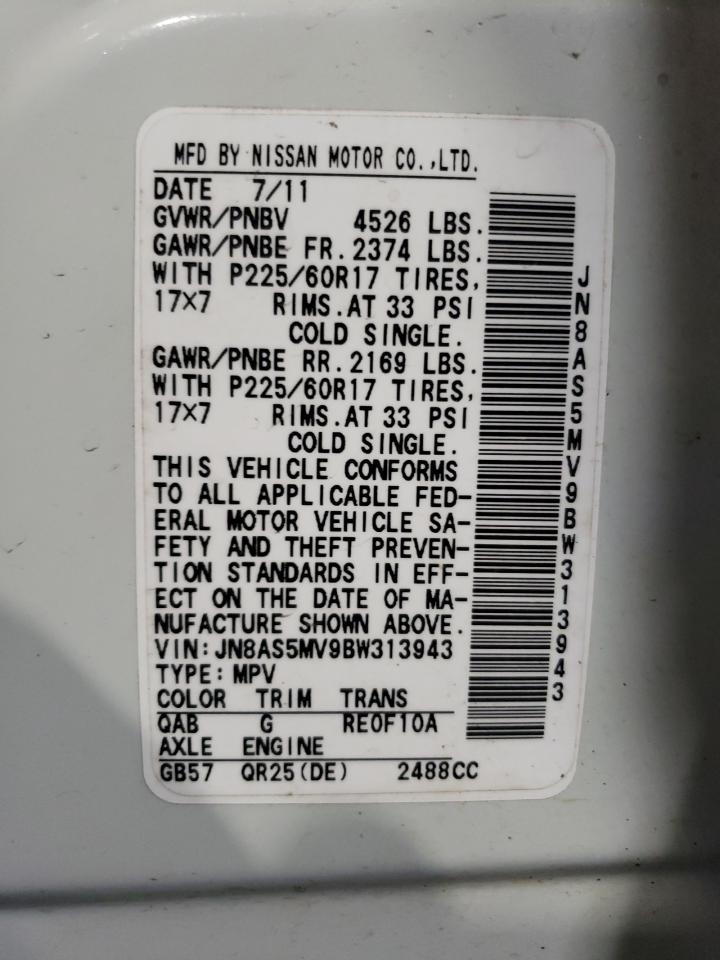 MFD BY NISSAN MOTOR CO.,LTD.
DATE 7/11
GVWR/PNBV 4526 LBS.
GAWR/PNBE FR. 2374 LBS.
WITH P225/60R17 TIRES,
17×7 RIMS. AT 33 PSI
COLD SINGLE.
GAWR/PNBE RR. 2169 LBS.
WITH P225/60R17 TIRES,
17×7 RIMS. AT 33 PSI
COLD SINGLE.
THIS VEHICLE CONFORMS
TO ALL APPLICABLE FED-
ERAL MOTOR VEHICLE SA-
FETY AND THEFT PREVEN-
TION STANDARDS IN EFF-
ECT ON THE DATE OF MA-
NUFACTURE SHOWN ABOVE.
VIN: JN8AS5MV9BW313943
TYPE: MPV
COLOR TRIM TRANS
QAB G RE0F10A
AXLE ENGINE
GB57 QR25(DE) 2488CC
JN8AS5MV9BW313943